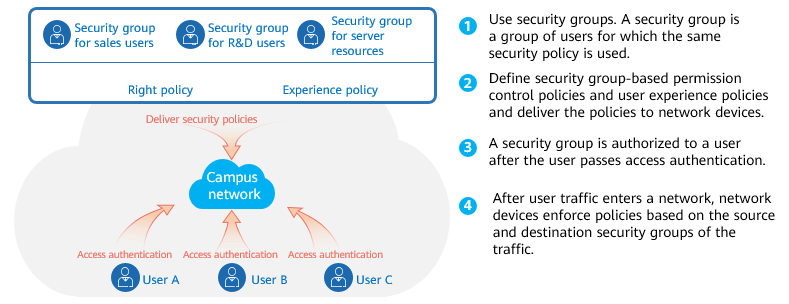 Security group
for sales users
Security group
for R&D users
Security group
for server
resources
Right policy
Experience policy
Deliver security policies
Campus
network
Access authentication
Access authentication
Access authentication
User A
User B
User C
1 Use security groups. A security group is
a group of users for which the same
security policy is used.
2 Define security group-based permission
control policies and user experience policies
and deliver the policies to network devices.
3 A security group is authorized to a user
after the user passes access authentication.
4 After user traffic enters a network, network
devices enforce policies based on the source
and destination security groups of the
traffic.